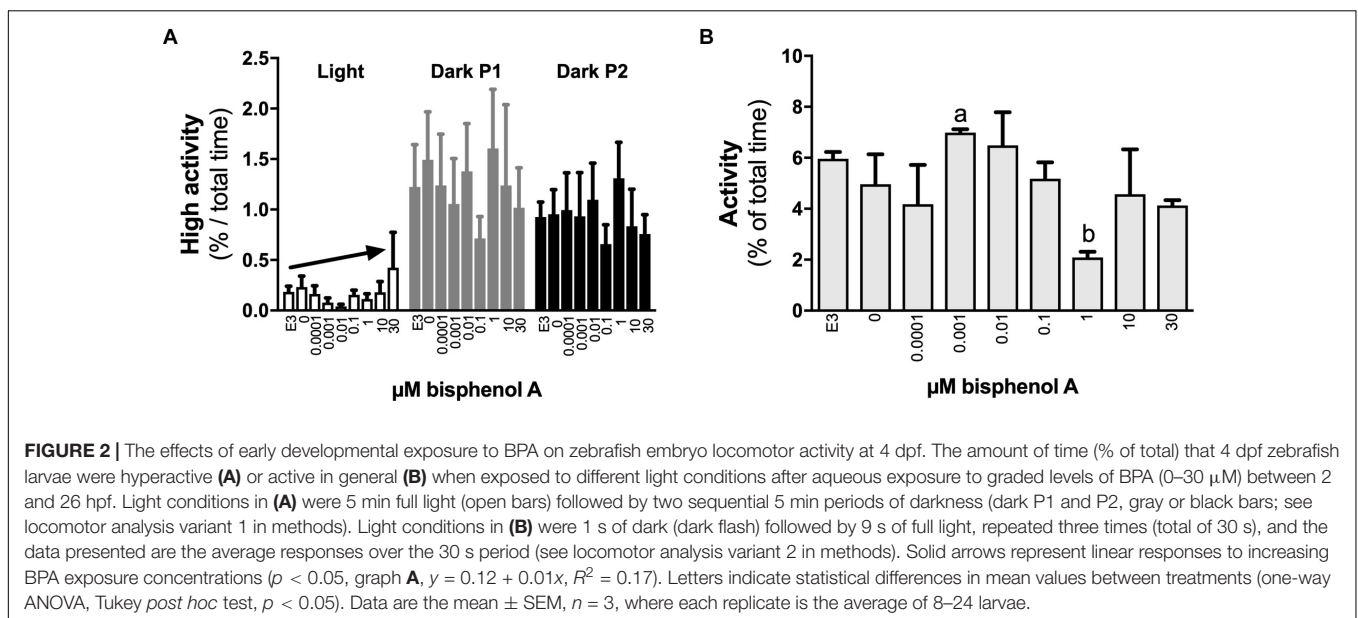 A
B
2.5
2.0
1.5
1.0
0.5
0.0
High activity
(% / total time)
Light
Dark P1
Dark P2
E3
0
0.0001
0.001
0.01
0.1
1
10
30
E3
0
0.0001
0.001
0.01
0.1
1
10
30
E3
0
0.0001
0.001
0.01
0.1
1
10
30
µM bisphenol A
10
8
6
4
2
0
Activity
(% of total time)
a
b
E3
0
0.0001
0.001
0.01
0.1
1
10
30
µM bisphenol A
FIGURE 2 | The effects of early developmental exposure to BPA on zebrafish embryo locomotor activity at 4 dpf. The amount of time (% of total) that 4 dpf zebrafish
larvae were hyperactive (A) or active in general (B) when exposed to different light conditions after aqueous exposure to graded levels of BPA (0–30 µM) between 2
and 26 hpf. Light conditions in (A) were 5 min full light (open bars) followed by two sequential 5 min periods of darkness (dark P1 and P2, gray or black bars; see
locomotor analysis variant 1 in methods). Light conditions in (B) were 1 s of dark (dark flash) followed by 9 s of full light, repeated three times (total of 30 s), and the
data presented are the average responses over the 30 s period (see locomotor analysis variant 2 in methods). Solid arrows represent linear responses to increasing
BPA exposure concentrations (p < 0.05, graph A, y = 0.12 + 0.01x, R² = 0.17). Letters indicate statistical differences in mean values between treatments (one-way
ANOVA, Tukey post hoc test, p < 0.05). Data are the mean ± SEM, n = 3, where each replicate is the average of 8–24 larvae.